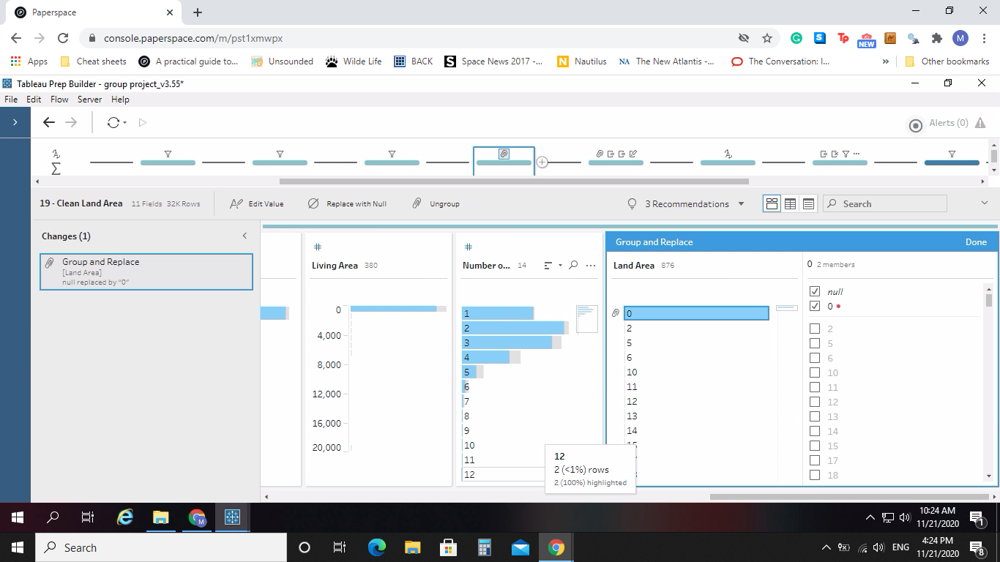 Paperspace
console.paperspace.com/m/pst1xmwpx
M
NEW
Apps
Cheat sheets
A practical guide to...
Unsounded
Wilde Life
BACK
Space News 2017 -...
Nautilus
NA The New Atlantis -...
The Conversation: I...
»
Other bookmarks
Tableau Prep Builder - group project_v3.55*
File Edit Flow Server Help
Alerts (0)
19 - Clean Land Area 11 Fields 32K Rows
Edit Value
Replace with Null
Ungroup
3 Recommendations
Search
Changes (1)
Group and Replace
[Land Area]
null replaced by “0”
Living Area 380
0
4,000
8,000
12,000
16,000
20,000
Number o... 14 ...
1
2
3
4
5
6
7
8
9
10
11
12
12
2 (<1%) rows
2 (100%) highlighted
Group and Replace Done
Land Area 876
0
2
5
6
10
11
12
13
14
0 2 members
null
0
2
5
6
10
11
12
13
14
15
17
18
10:24 AM
11/21/2020
1
Search
ENG
4:24 PM
11/21/2020
8